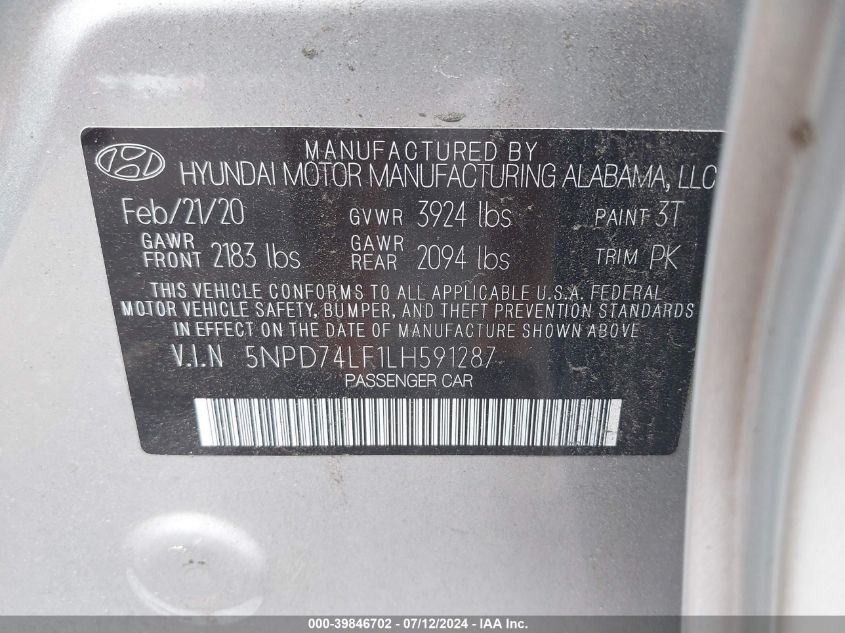 MANUFACTURED BY
HYUNDAI MOTOR MANUFACTURING ALABAMA, LLC
Feb/21/20 GVWR 3924 lbs PAINT 3T
GAWR FRONT 2183 lbs GAWR REAR 2094 lbs TRIM PK
THIS VEHICLE CONFORMS TO ALL APPLICABLE U.S.A. FEDERAL
MOTOR VEHICLE SAFETY, BUMPER, AND THEFT PREVENTION STANDARDS
IN EFFECT ON THE DATE OF MANUFACTURE SHOWN ABOVE
V.I.N 5NPD74LF1LH591287
PASSENGER CAR
000-39846702 - 07/12/2024 - IAA Inc.